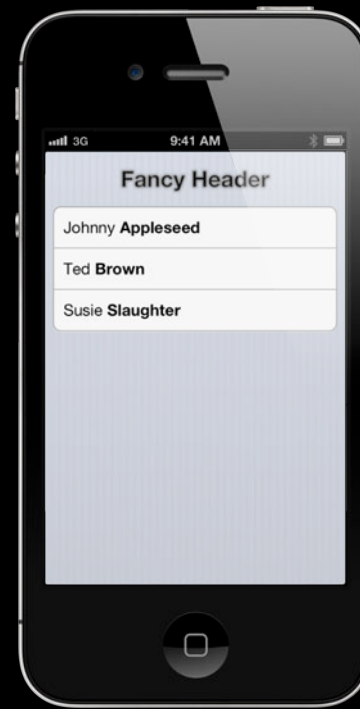 3G 9:41 AM
Fancy Header
Johnny Appleseed
Ted Brown
Susie Slaughter